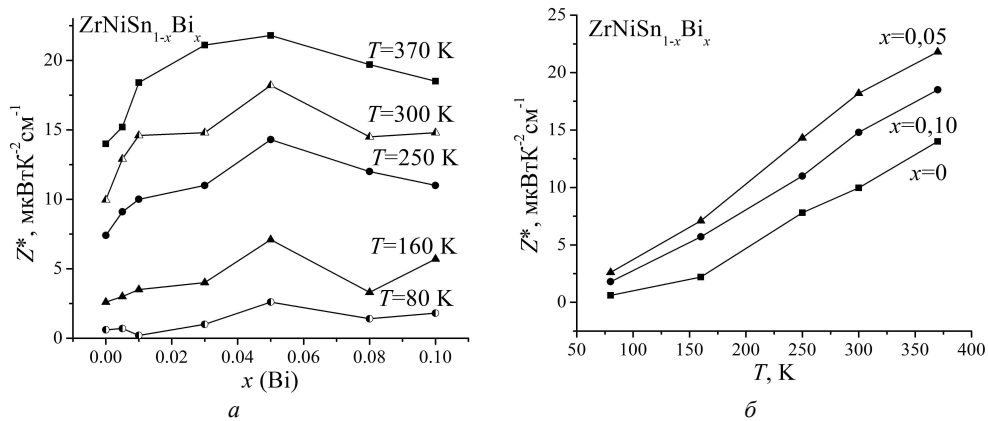 ZrNiSn₁₋ₓBiₓ
T=370 K
T=300 K
T=250 K
T=160 K
T=80 K
Z*, мкВтК⁻²см⁻¹
20
15
10
5
0
0.00 0.02 0.04 0.06 0.08 0.10
x (Bi)
а
ZrNiSn₁₋ₓBiₓ
x=0,05
x=0,10
x=0
Z*, мкВтК⁻²см⁻¹
25
20
15
10
5
0
50 100 150 200 250 300 350 400
T, K
б